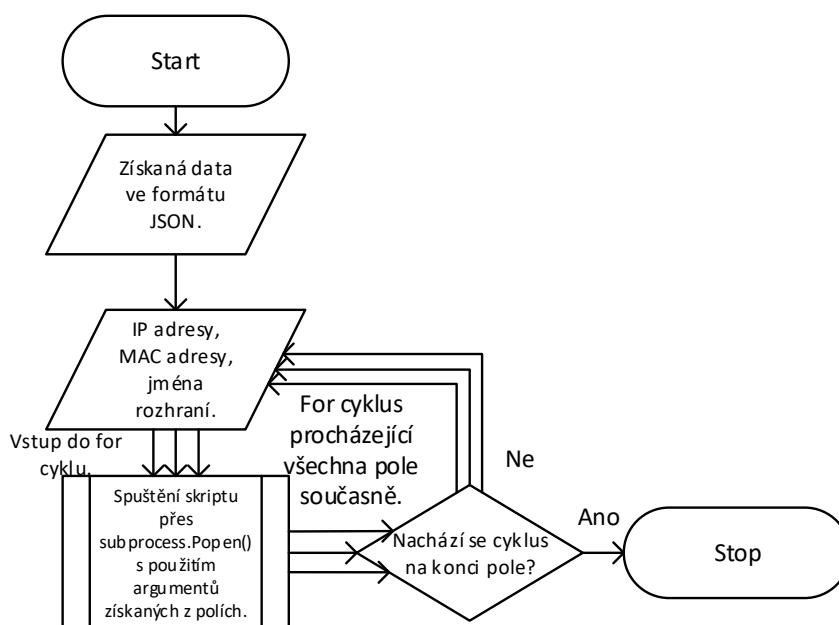 Start
Získaná data
ve formátu
JSON.
IP adresy,
MAC adresy,
jména
rozhraní.
Vstup do for
cyklu.
For cyklus
procházející
všechna pole
současně.
Ne
Spuštění skriptu
přes
subprocess.Popen()
s použitím
argumentů
získaných z polích.
Nachází se cyklus
na konci pole?
Ano
Stop